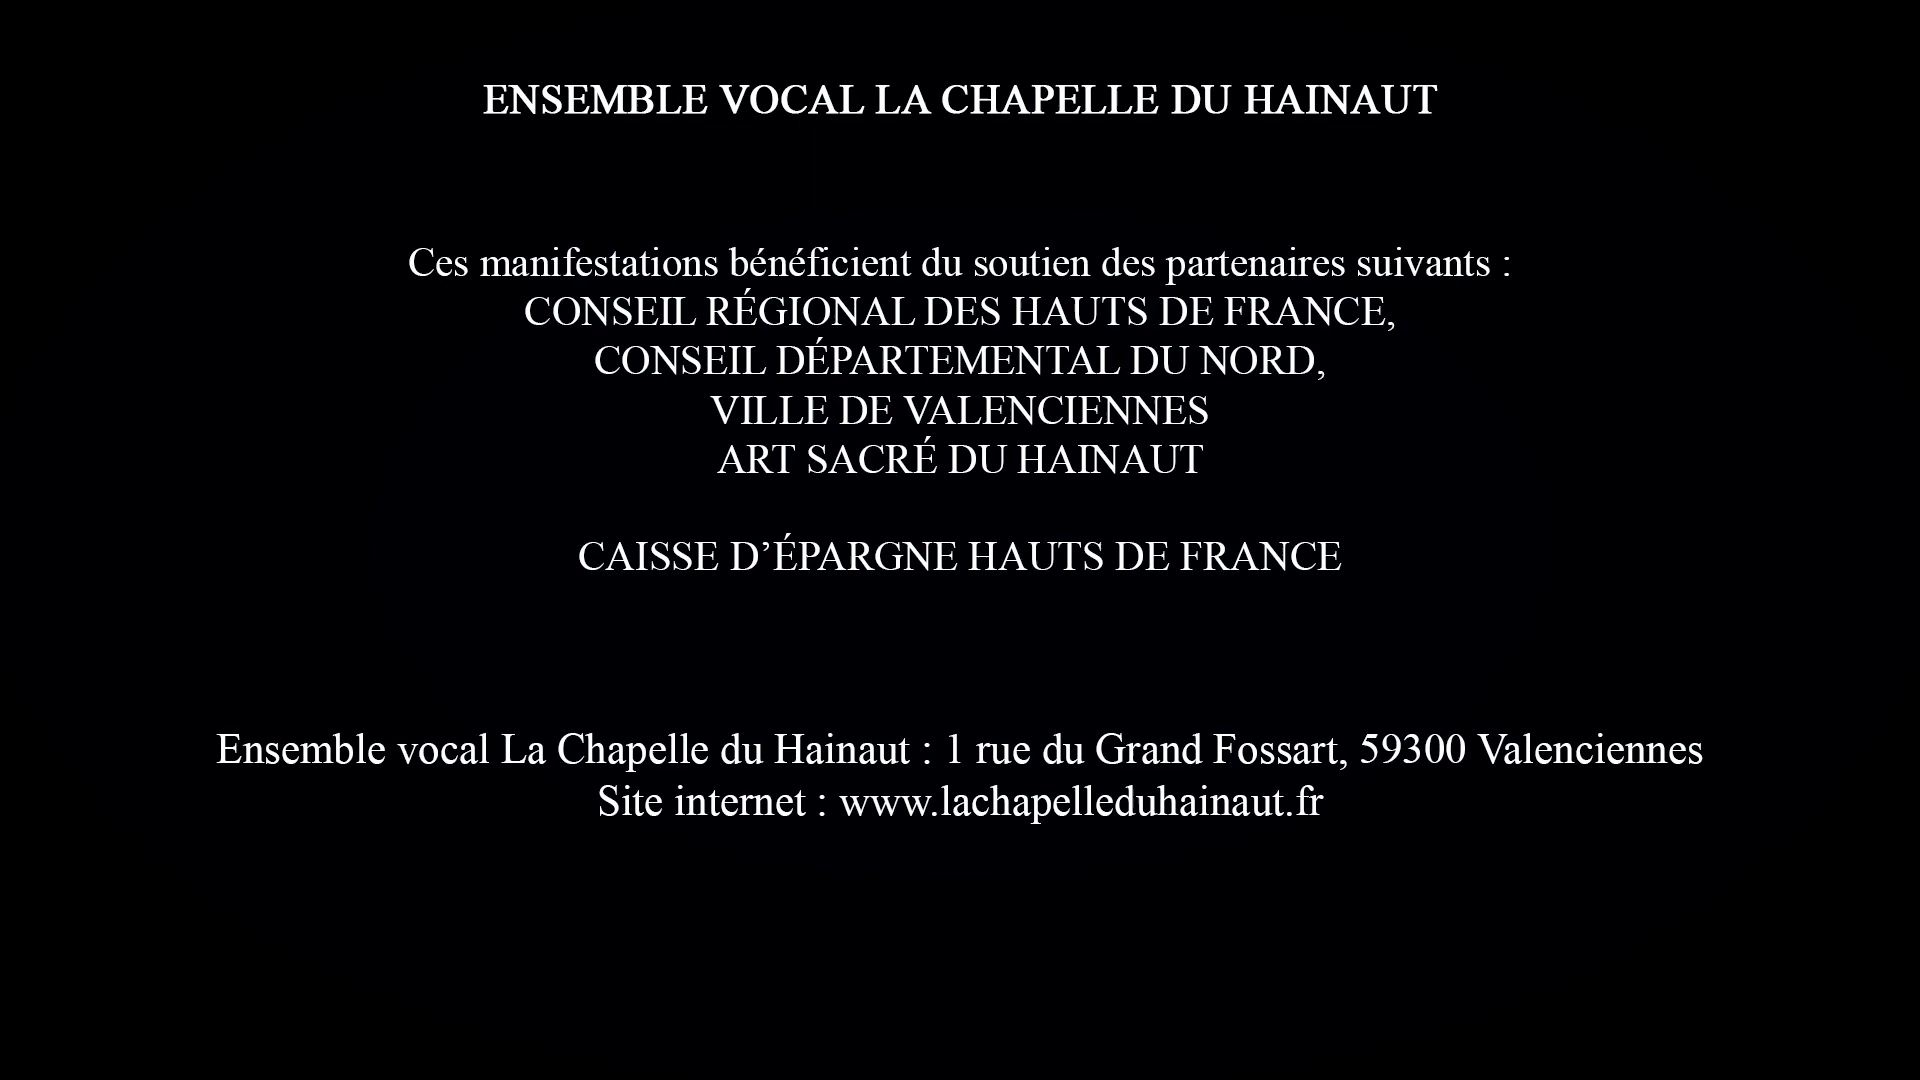 ENSEMBLE VOCAL LA CHAPELLE DU HAINAUT
Ces manifestations bénéficient du soutien des partenaires suivants :
CONSEIL RÉGIONAL DES HAUTS DE FRANCE,
CONSEIL DÉPARTEMENTAL DU NORD,
VILLE DE VALENCIENNES
ART SACRÉ DU HAINAUT
CAISSE D’ÉPARGNE HAUTS DE FRANCE
Ensemble vocal La Chapelle du Hainaut : 1 rue du Grand Fossart, 59300 Valenciennes
Site internet : www.lachapelleduhainaut.fr